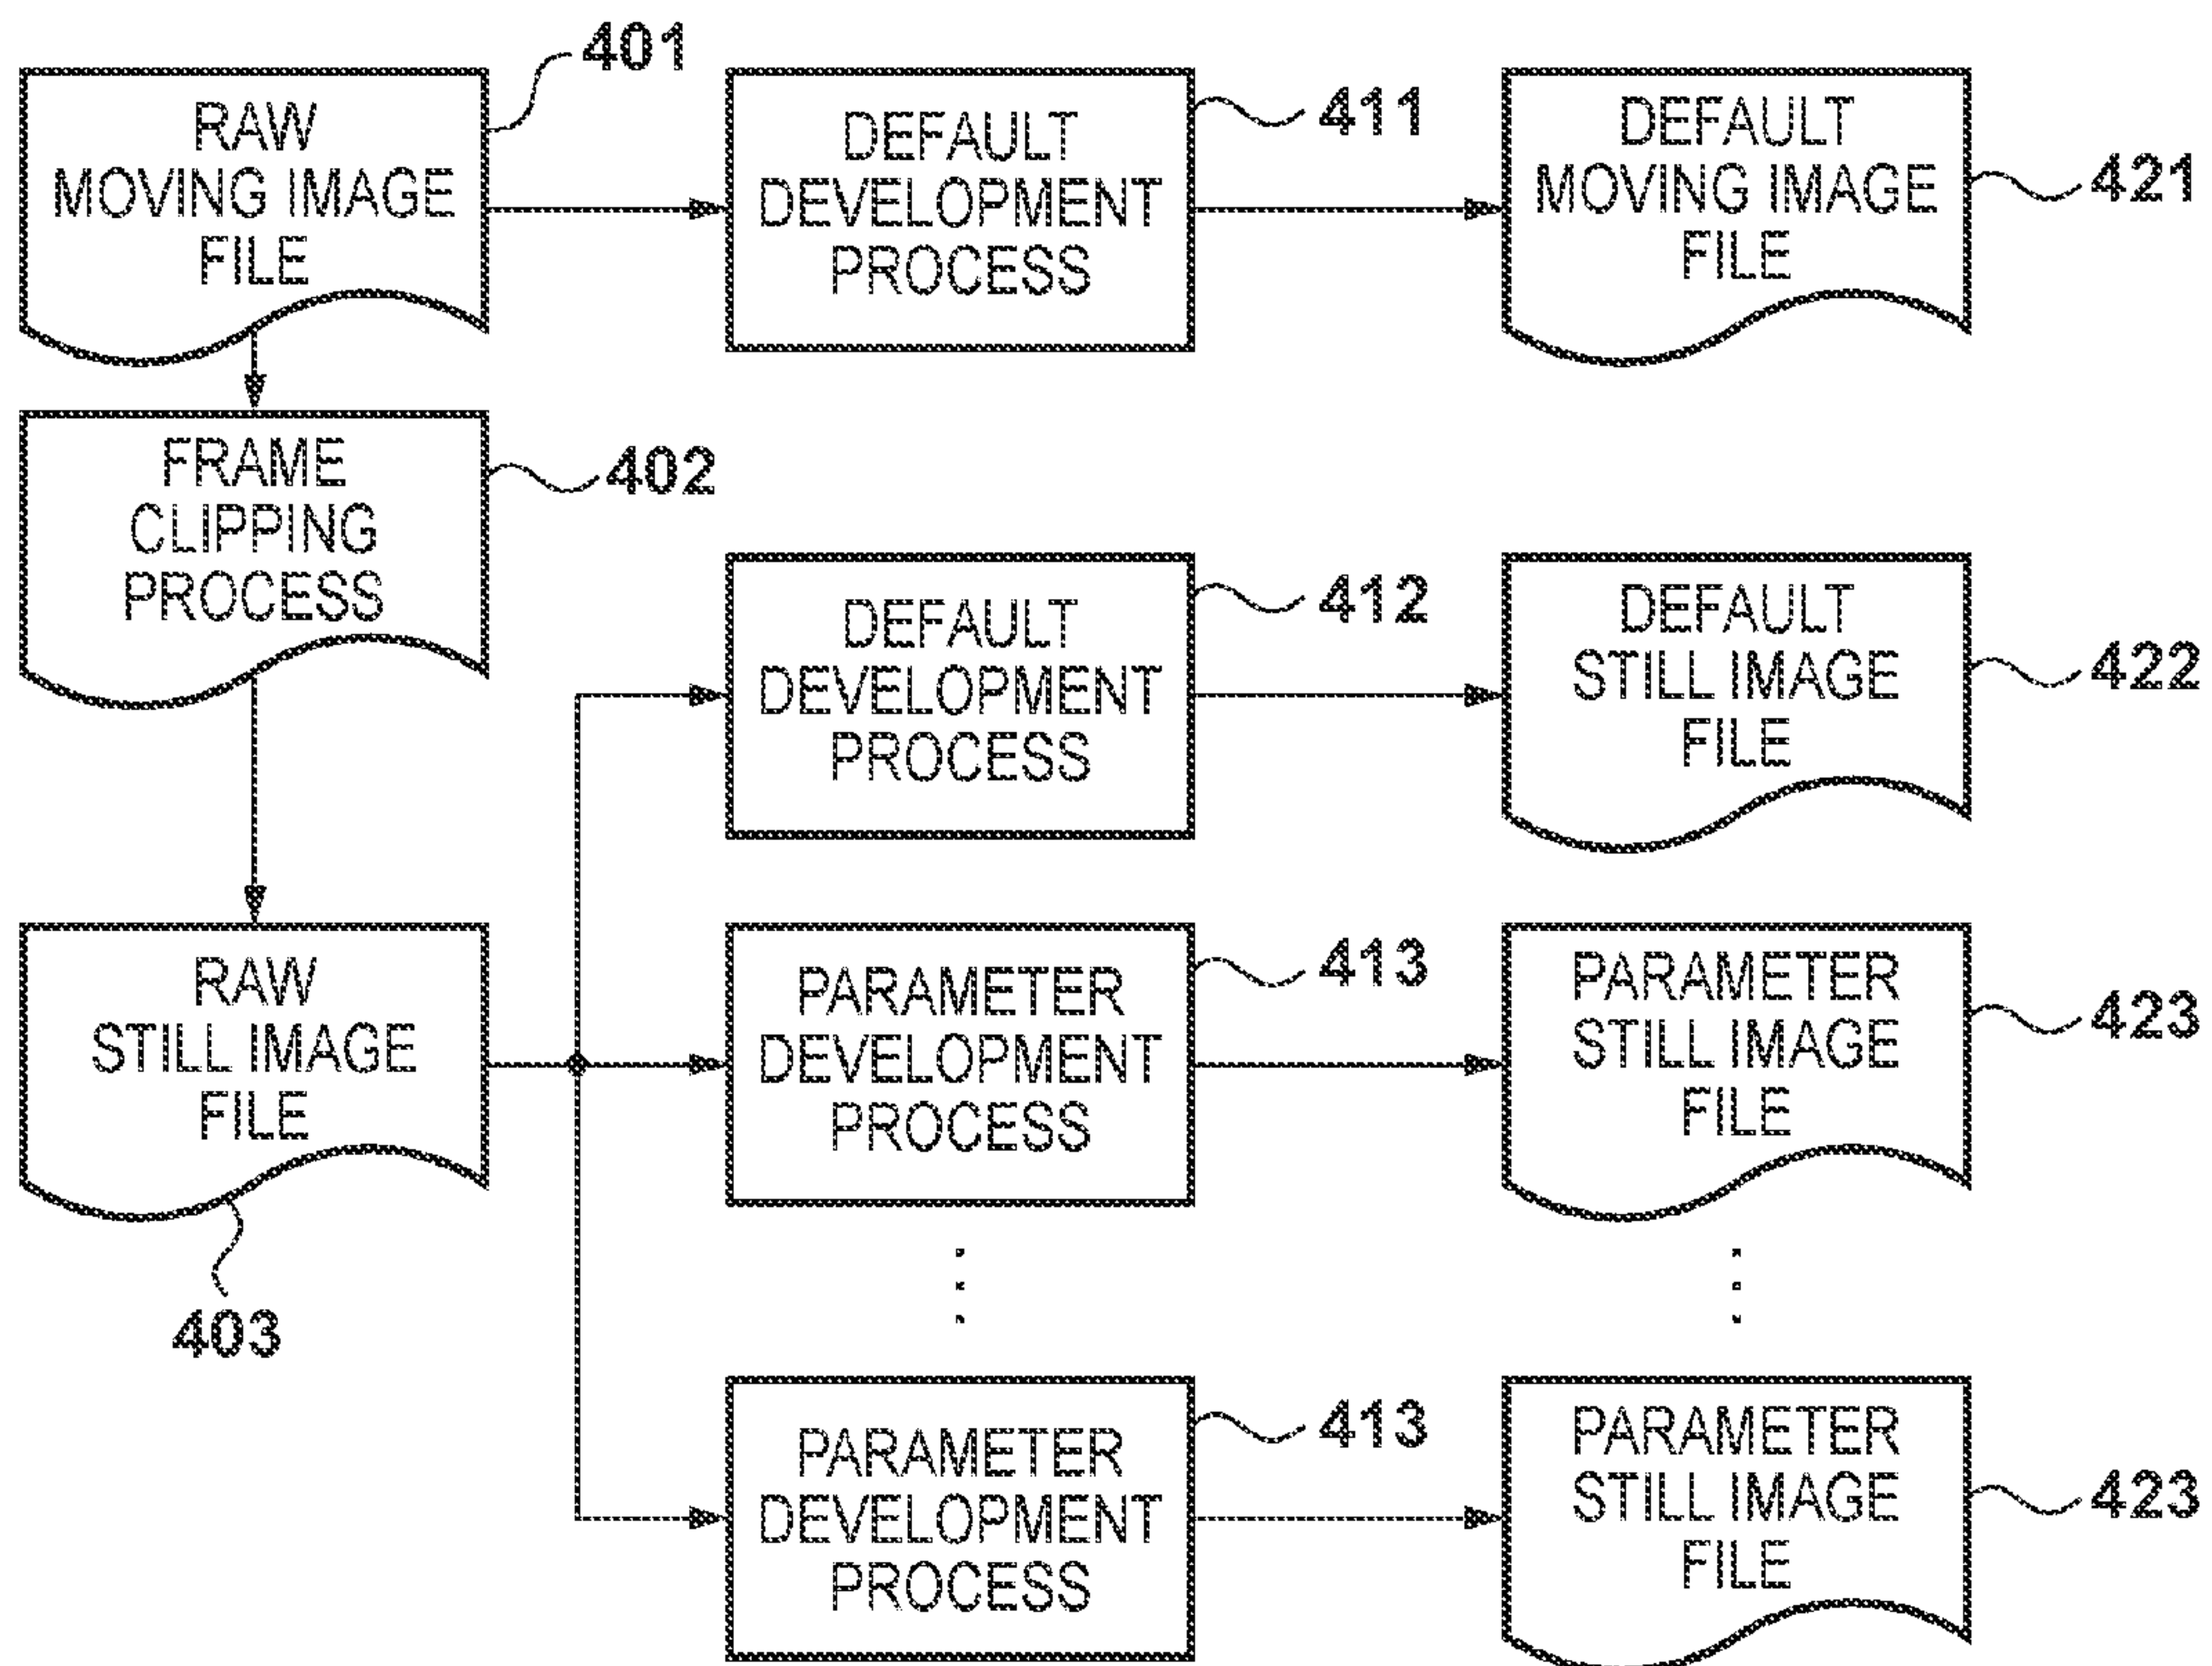 401
RAW
MOVING IMAGE
FILE
DEFAULT
DEVELOPMENT
PROCESS
411
DEFAULT
MOVING IMAGE
FILE
421
FRAME
CLIPPING
PROCESS
402
DEFAULT
DEVELOPMENT
PROCESS
412
DEFAULT
STILL IMAGE
FILE
422
RAW
STILL IMAGE
FILE
403
PARAMETER
DEVELOPMENT
PROCESS
413
PARAMETER
STILL IMAGE
FILE
423
PARAMETER
DEVELOPMENT
PROCESS
413
PARAMETER
STILL IMAGE
FILE
423